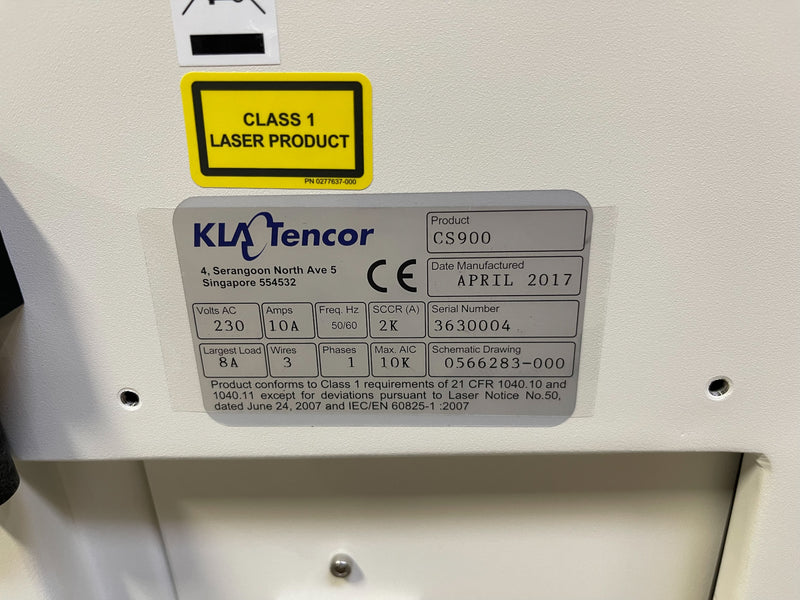 CLASS 1
LASER PRODUCT
PN 0277637-000
KLA Tencor
4, Serangoon North Ave 5
Singapore 554532
CE
Product
CS900
Date Manufactured
APRIL 2017
Volts AC Amps Freq. Hz SCCR (A) Serial Number
230 10A 50/60 2K 3630004
Largest Load Wires Phases Max. AIC Schematic Drawing
8A 3 1 10K 0566283-000
Product conforms to Class 1 requirements of 21 CFR 1040.10 and
1040.11 except for deviations pursuant to Laser Notice No.50,
dated June 24, 2007 and IEC/EN 60825-1 :2007